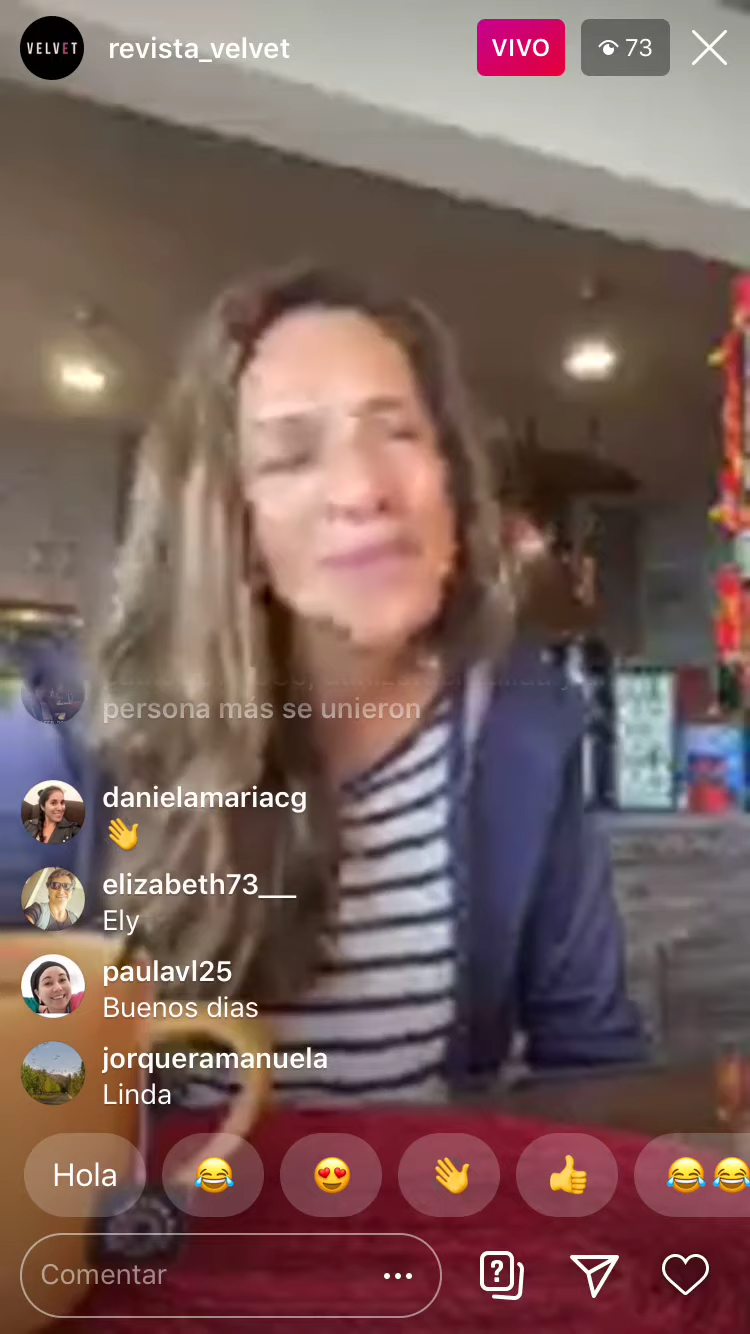 VELVET
revista_velvet
VIVO
73
persona más se unieron
danielamariacg
elizabeth73___
Ely
paulavl25
Buenos dias
jorqueramanuela
Linda
Hola
Comentar